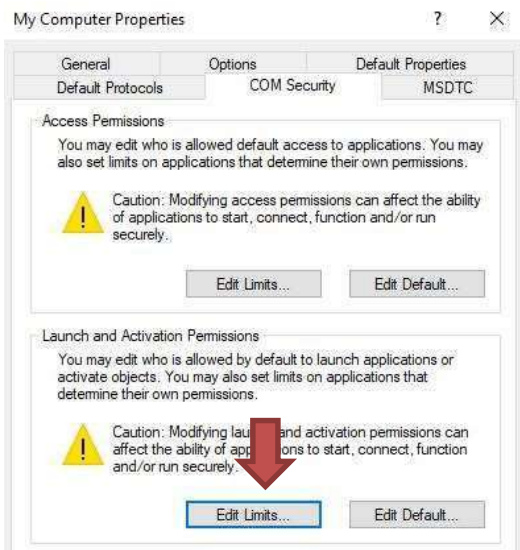 My Computer Properties ? ×
General Options Default Properties
Default Protocols COM Security MSDTC
Access Permissions
You may edit who is allowed default access to applications. You may
also set limits on applications that determine their own permissions.
Caution: Modifying access permissions can affect the ability
of applications to start, connect, function and/or run
securely.
Edit Limits... Edit Default...
Launch and Activation Permissions
You may edit who is allowed by default to launch applications or
activate objects. You may also set limits on applications that
determine their own permissions.
Caution: Modifying and activation permissions can
affect the ability of to start, connect, function
and/or run securely.
Edit Limits... Edit Default...